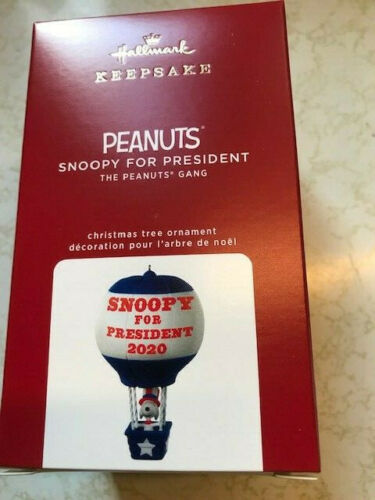 Hallmark
KEEPSAKE
PEANUTS®
SNOOPY FOR PRESIDENT
THE PEANUTS® GANG
christmas tree ornament
décoration pour l'arbre de noël
SNOOPY
FOR
PRESIDENT
2020